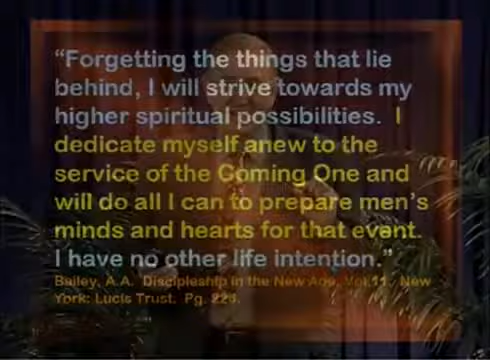 “Forgetting the things that lie
behind, I will strive towards my
higher spiritual possibilities. I
dedicate myself anew to the
service of the Coming One and
will do all I can to prepare men’s
minds and hearts for that event.
I have no other life intention.”
Bailey, A.A. Discipleship in the New Age, Vol.11. New
York: Lucis Trust. Pg.